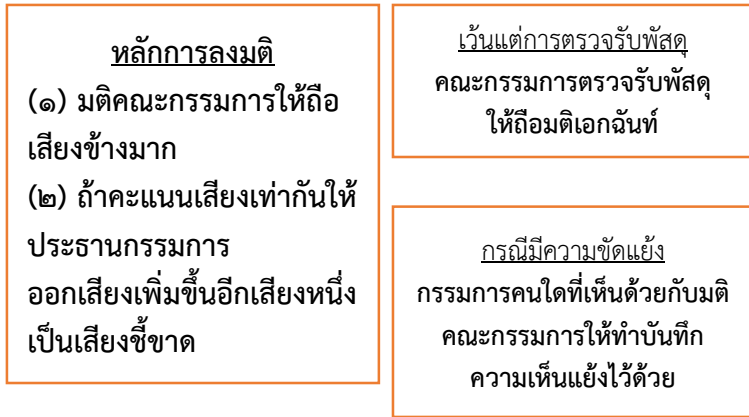 หลักการลงมติ
(๑) มติคณะกรรมการให้ถือ
เสียงข้างมาก
(๒) ถ้าคะแนนเสียงเท่ากันให้
ประธานกรรมการ
ออกเสียงเพิ่มขึ้นอีกเสียงหนึ่ง
เป็นเสียงชี้ขาด
เว้นแต่การตรวจรับพัสดุ
คณะกรรมการตรวจรับพัสดุ
ให้ถือมติเอกฉันท์
กรณีมีความขัดแย้ง
กรรมการคนใดที่เห็นด้วยกับมติ
คณะกรรมการให้ทำบันทึก
ความเห็นแย้งไว้ด้วย